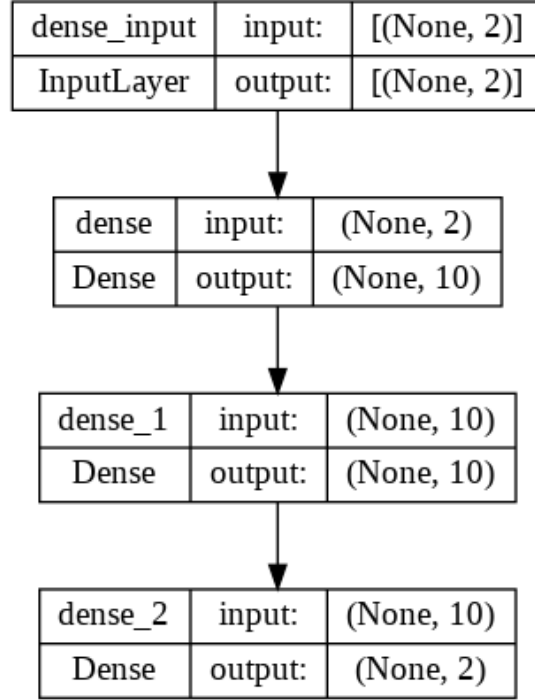 dense_input input: [(None, 2)]
InputLayer output: [(None, 2)]
dense input: (None, 2)
Dense output: (None, 10)
dense_1 input: (None, 10)
Dense output: (None, 10)
dense_2 input: (None, 10)
Dense output: (None, 2)